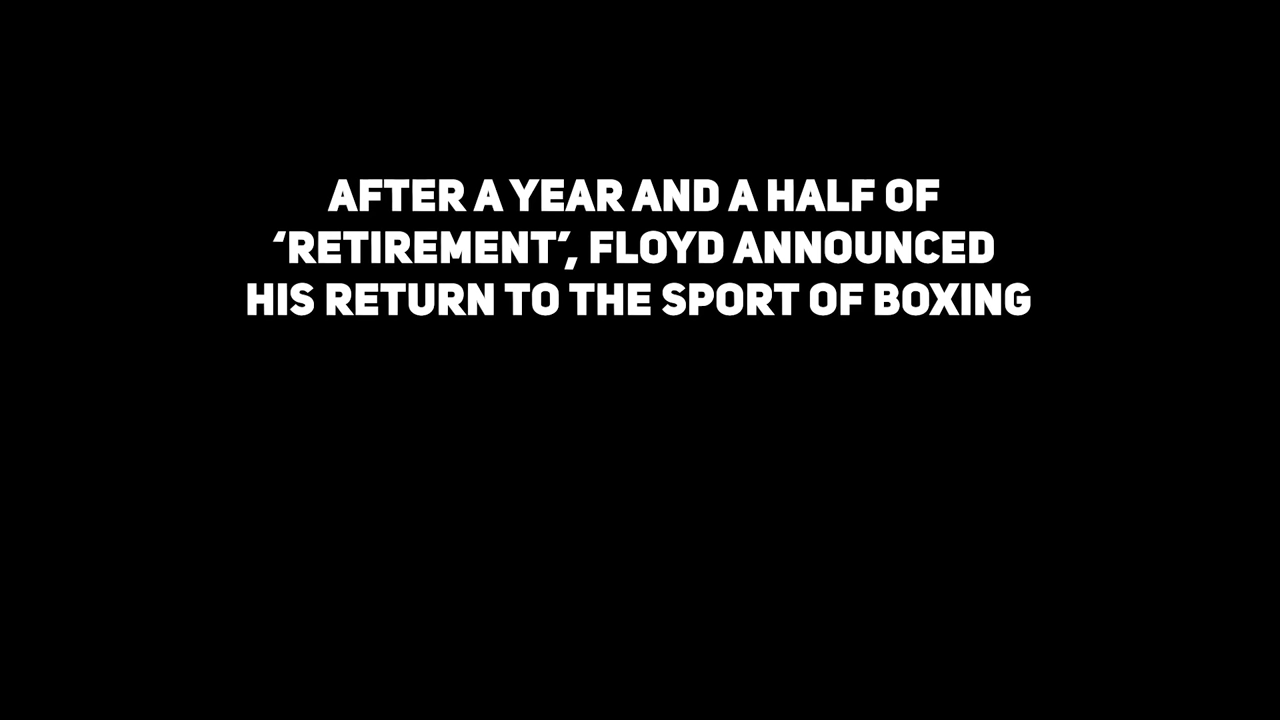 AFTER A YEAR AND A HALF OF
‘RETIREMENT’, FLOYD ANNOUNCED
HIS RETURN TO THE SPORT OF BOXING